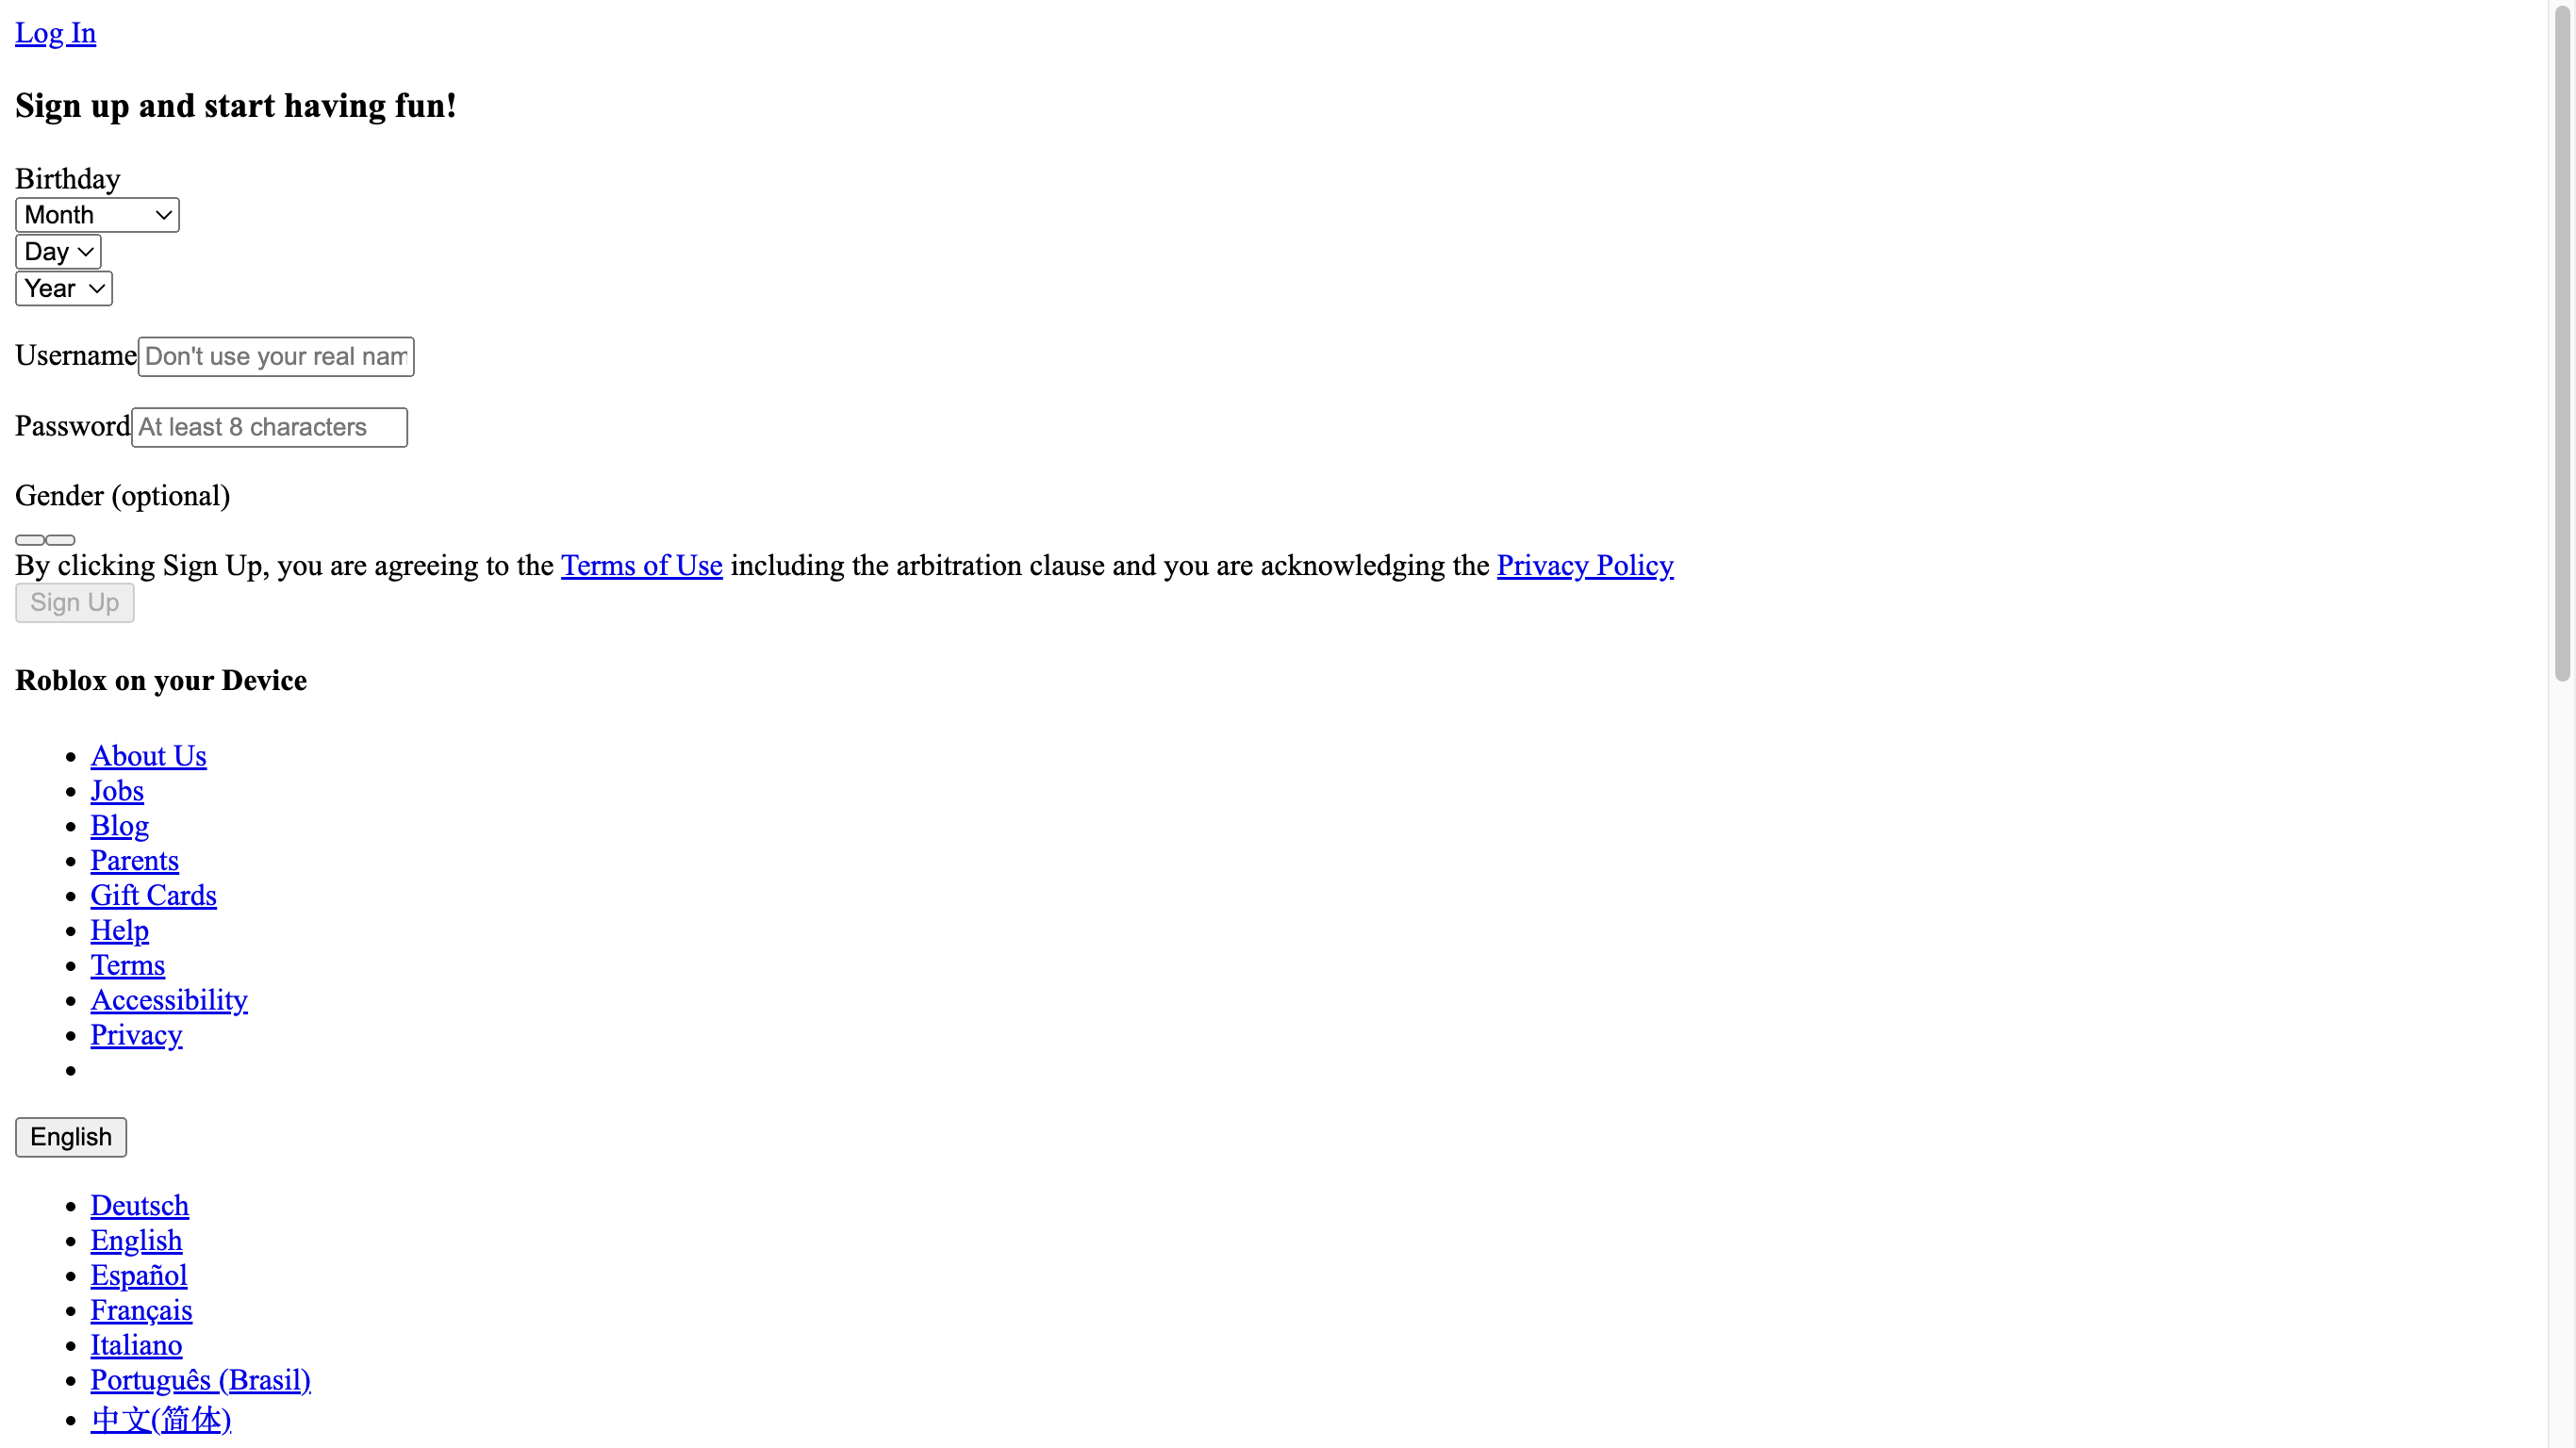 Log In
Sign up and start having fun!
Birthday
Month
Day
Year
Username Don't use your real nam
Password At least 8 characters
Gender (optional)
By clicking Sign Up, you are agreeing to the Terms of Use including the arbitration clause and you are acknowledging the Privacy Policy
Sign Up
Roblox on your Device
About Us
Jobs
Blog
Parents
Gift Cards
Help
Terms
Accessibility
Privacy
English
Deutsch
English
Español
Français
Italiano
Português (Brasil)
中文(简体)